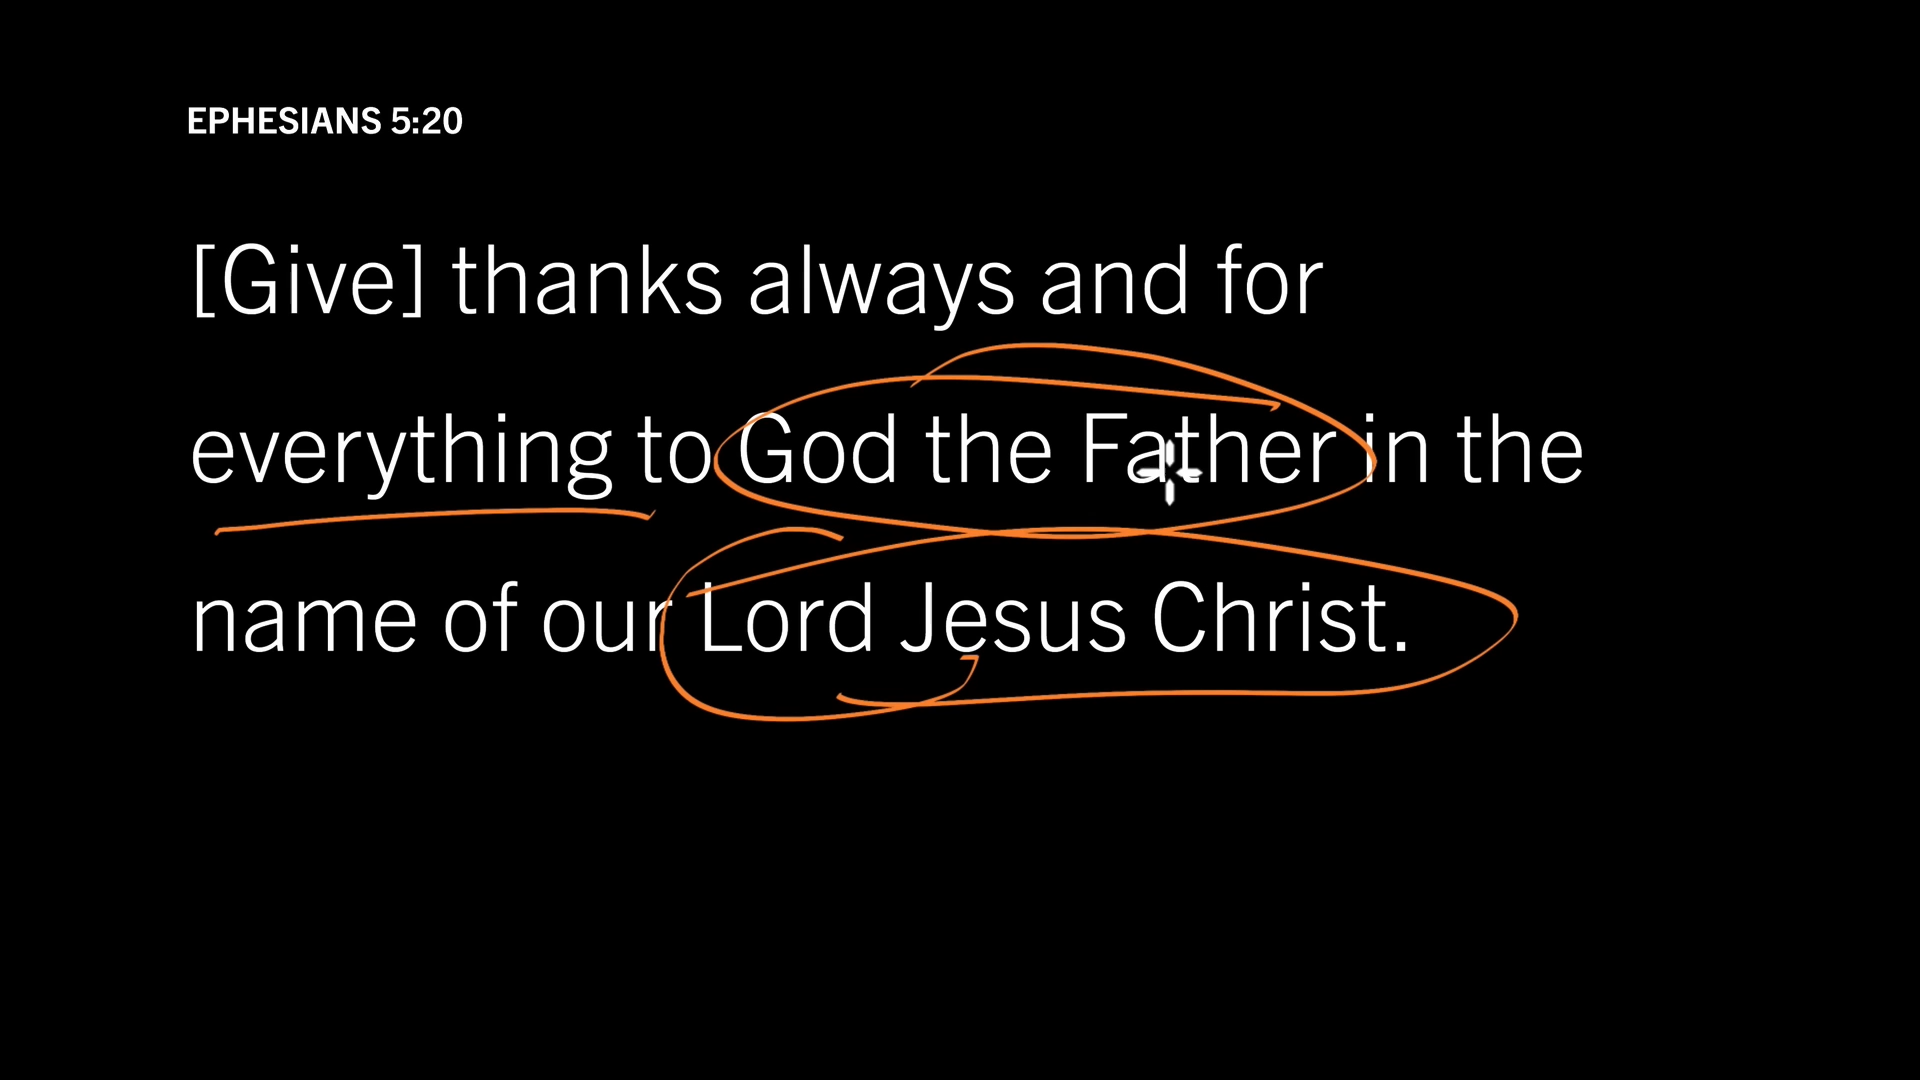 EPHESIANS 5:20
[Give] thanks always and for
everything to God the Father in the
name of our Lord Jesus Christ.